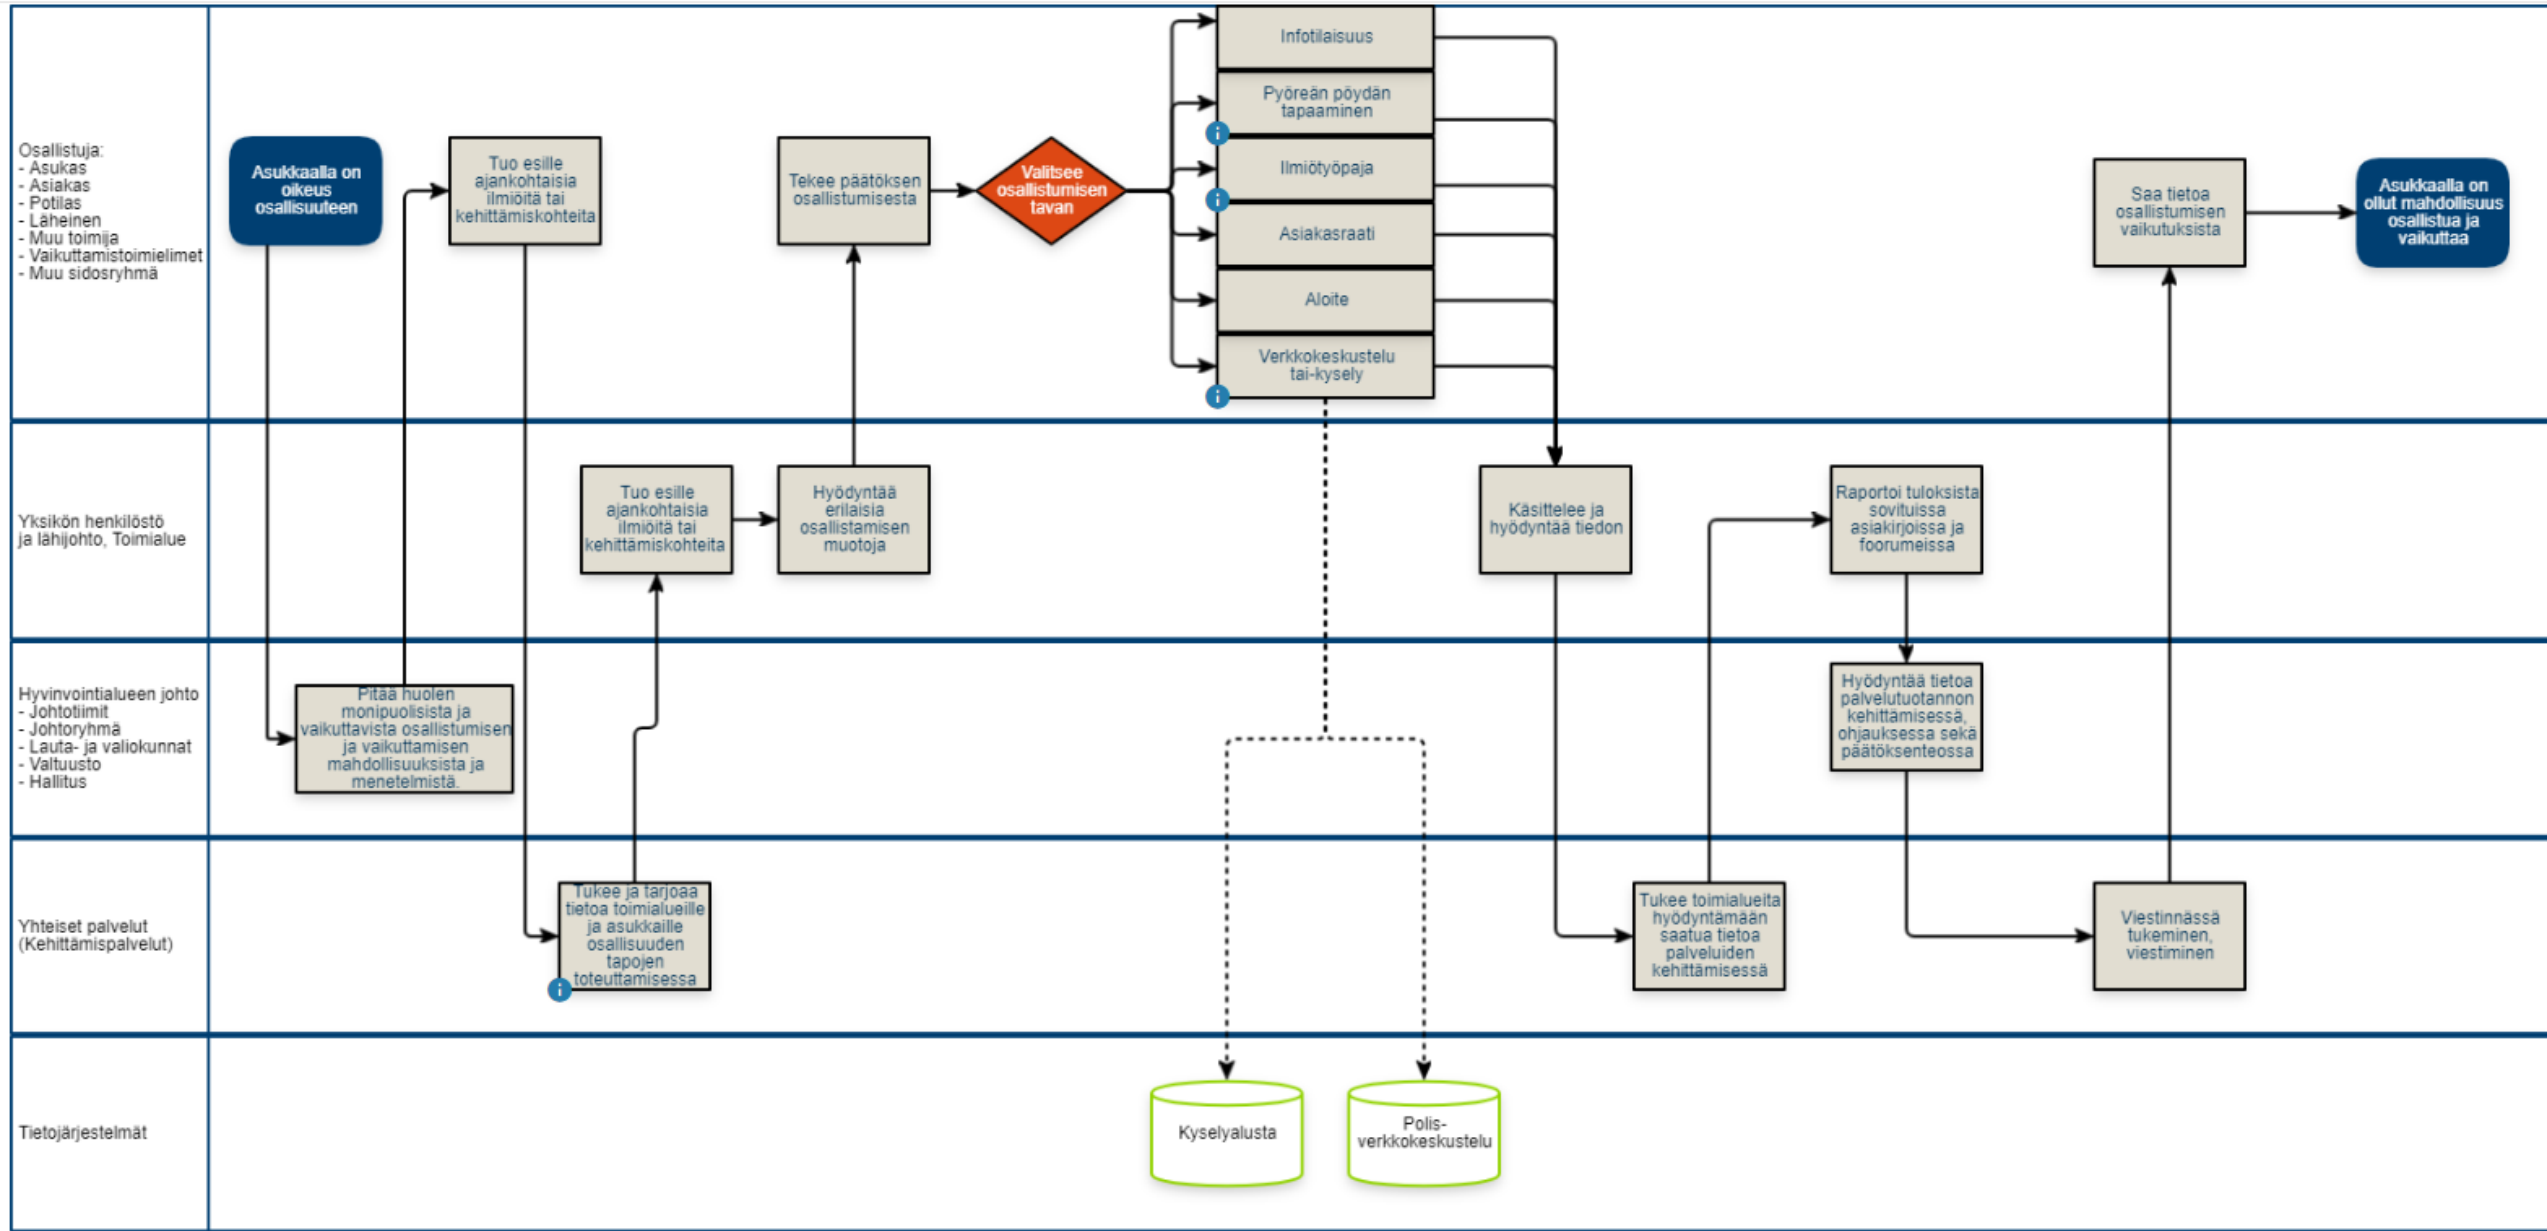 Osallistuja:
- Asukas
- Asiakas
- Potilas
- Läheinen
- Muu toimija
- Vaikuttamistoimielimet
- Muu sidosryhmä
Asukkaalla on
oikeus
osallisuuteen
Tuo esille
ajankohtaisia
ilmiöitä tai
kehittämiskohteita
Tekee päätöksen
osallistumisesta
Valitsee
osallistumisen
tavan
Infotilaisuus
Pyöreän pöydän
tapaaminen
i
Ilmiötyöpaja
i
Asiakasraati
Aloite
Verkkokeskustelu
tai-kysely
i
Saa tietoa
osallistumisen
vaikutuksista
Asukkaalla on
ollut mahdollisuus
osallistua ja
vaikuttaa
Yksikön henkilöstö
ja lähijohto, Toimialue
Tuo esille
ajankohtaisia
ilmiöitä tai
kehittämiskohteita
Hyödyntää
erilaisia
osallistamisen
muotoja
Käsittelee ja
hyödyntää tiedon
Raportoi tuloksista
sovituissa
asiakirjoissa ja
foorumeissa
Hyvinvointialueen johto
- Johtotiimit
- Johtoryhmä
- Lauta- ja valiokunnat
- Valtuusto
- Hallitus
Pitää huolen
monipuolisista ja
vaikuttavista osallistumisen
ja vaikuttamisen
mahdollisuuksista ja
menetelmistä.
Hyödyntää tietoa
palvelutuotannon
kehittämisessä,
ohjauksessa sekä
päätöksenteossa
Yhteiset palvelut
(Kehittämispalvelut)
Tukee ja tarjoaa
tietoa toimialueille
ja asukkaille
osallisuuden
tapojen
toteuttamisessa
i
Tukee toimialueita
hyödyntämään
saatua tietoa
palveluiden
kehittämisessä
Viestinnässä
tukeminen,
viestiminen
Tietojärjestelmät
Kyselyalusta
Polis-
verkkokeskustelu